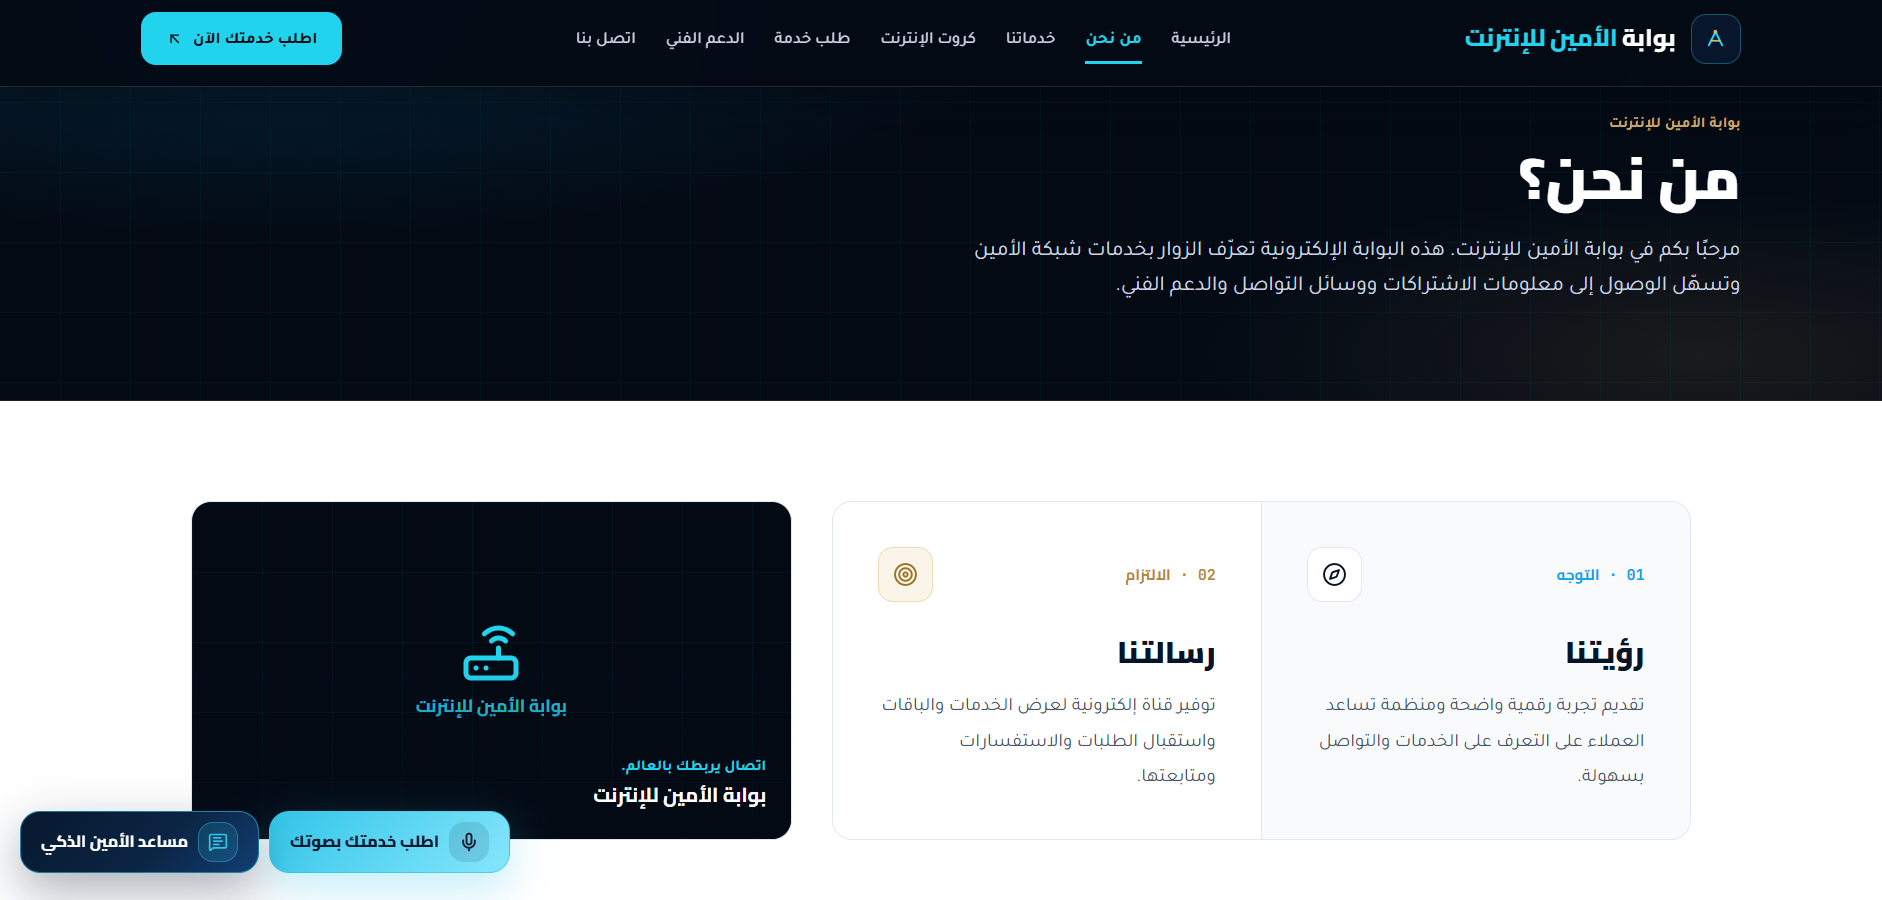 بوابة الأمين للإنترنت
الرئيسية
من نحن
خدماتنا
كروت الإنترنت
طلب خدمة
الدعم الفني
اتصل بنا
اطلب خدمتك الآن
بوابة الأمين للإنترنت
من نحن؟
مرحبًا بكم في بوابة الأمين للإنترنت. هذه البوابة الإلكترونية تعرّف الزوار بخدمات شبكة الأمين
وتسهّل الوصول إلى معلومات الاشتراكات ووسائل التواصل والدعم الفني.
01 · التوجه
رؤيتنا
تقديم تجربة رقمية واضحة ومنظمة تساعد
العملاء على التعرف على الخدمات والتواصل
بسهولة.
02 · الالتزام
رسالتنا
توفير قناة إلكترونية لعرض الخدمات والباقات
واستقبال الطلبات والاستفسارات
ومتابعتها.
بوابة الأمين للإنترنت
اتصال يربطك بالعالم.
بوابة الأمين للإنترنت
اطلب خدمتك بصوتك
مساعد الأمين الذكي